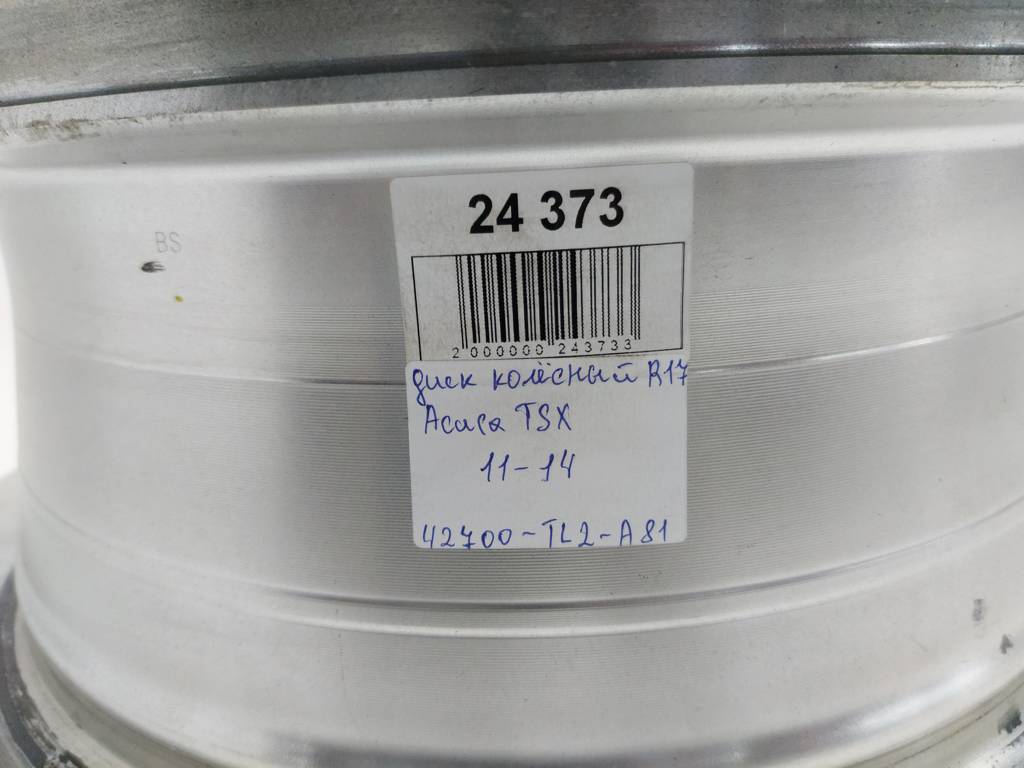 BS
24 373
2 000000 243733
диск колёсный R17
Acura TSX
11-14
42700-TL2-A81